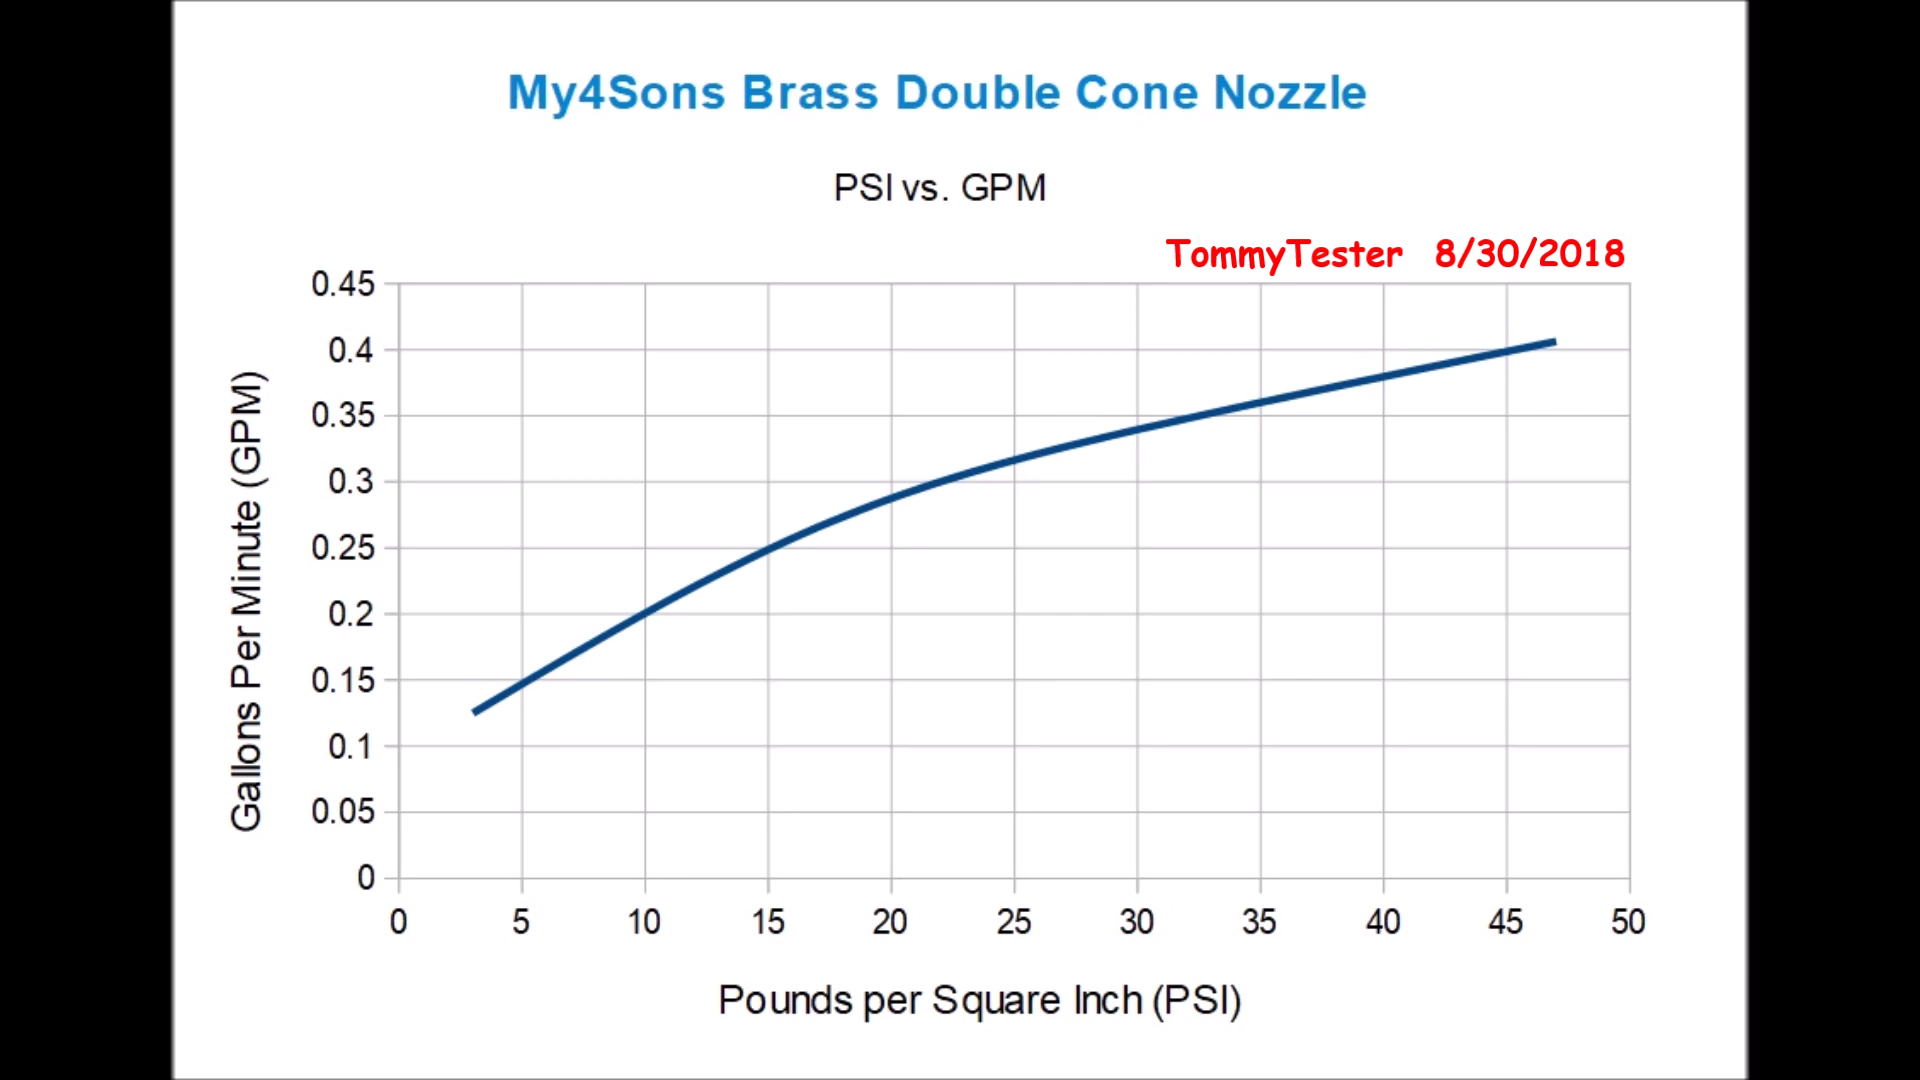 My4Sons Brass Double Cone Nozzle
PSI vs. GPM
TommyTester 8/30/2018
0.45
0.4
0.35
0.3
0.25
0.2
0.15
0.1
0.05
0
Gallons Per Minute (GPM)
0 5 10 15 20 25 30 35 40 45 50
Pounds per Square Inch (PSI)